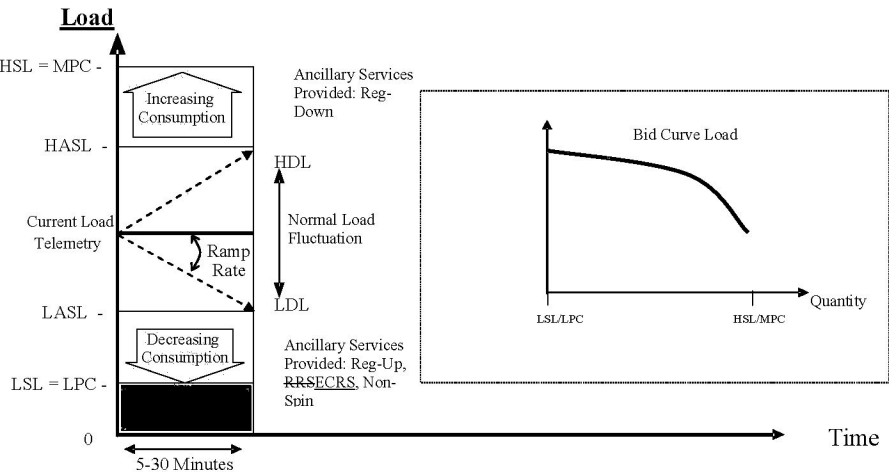 Load
HSL = MPC -
Increasing
Consumption
Ancillary Services
Provided: Reg-
Down
HASL -
HDL
Current Load
Telemetry
Ramp
Rate
Normal Load
Fluctuation
LASL -
LDL
Decreasing
Consumption
Ancillary Services
Provided: Reg-Up,
RRSECRS, Non-
Spin
LSL = LPC -
0
Time
5-30 Minutes
Bid Curve Load
Quantity
LSL/LPC
HSL/MPC